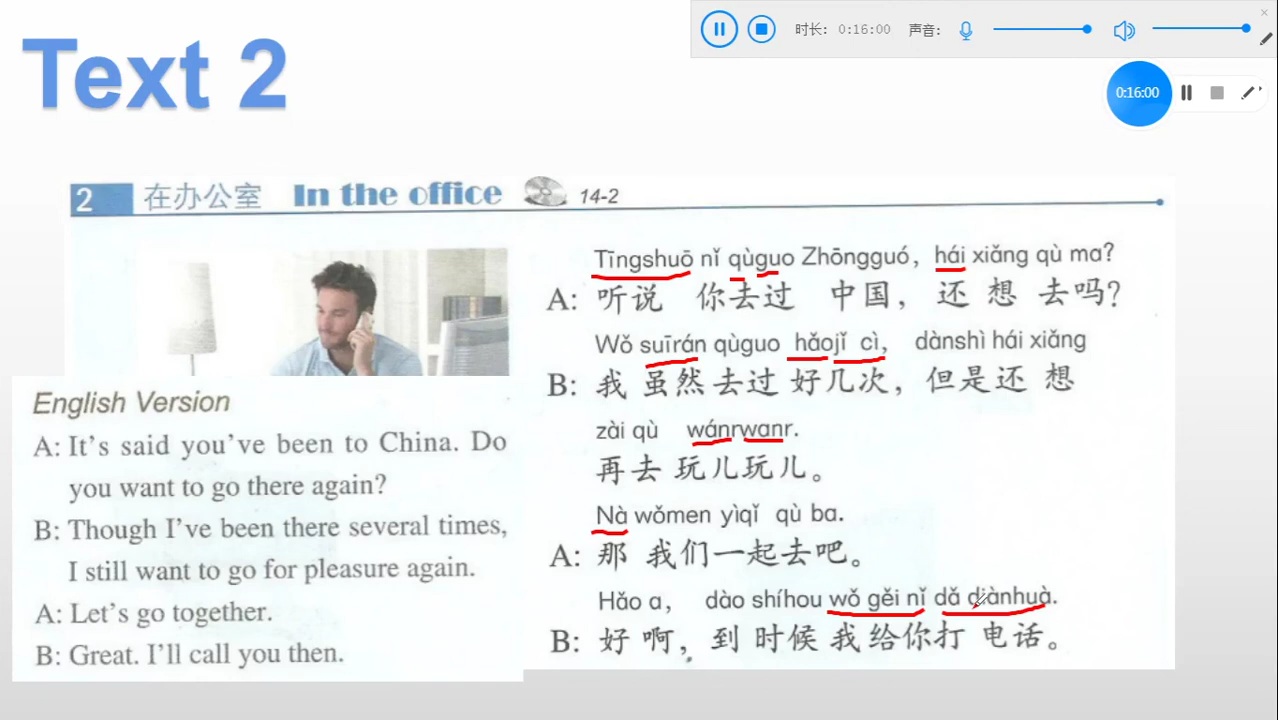 Text 2
时长: 0:16:00 声音:
0:16:00
2 在办公室 In the office 14-2
Tīngshuō nǐ qùguo Zhōngguó, hái xiǎng qù ma?
A: 听说 你去过 中国, 还 想 去吗?
Wǒ suīrán qùguo hǎojǐ cì, dànshì hái xiǎng
B: 我 虽然 去过 好几次, 但是还 想
zài qù wánrwanr.
再去 玩儿玩儿。
Nà wǒmen yìqǐ qù ba.
A: 那 我们一起去吧。
Hǎo a, dào shíhou wǒ gěi nǐ dǎ diànhuà.
B: 好 啊, 到 时候 我 给你打 电话。
English Version
A: It's said you've been to China. Do
you want to go there again?
B: Though I've been there several times,
I still want to go for pleasure again.
A: Let's go together.
B: Great. I'll call you then.